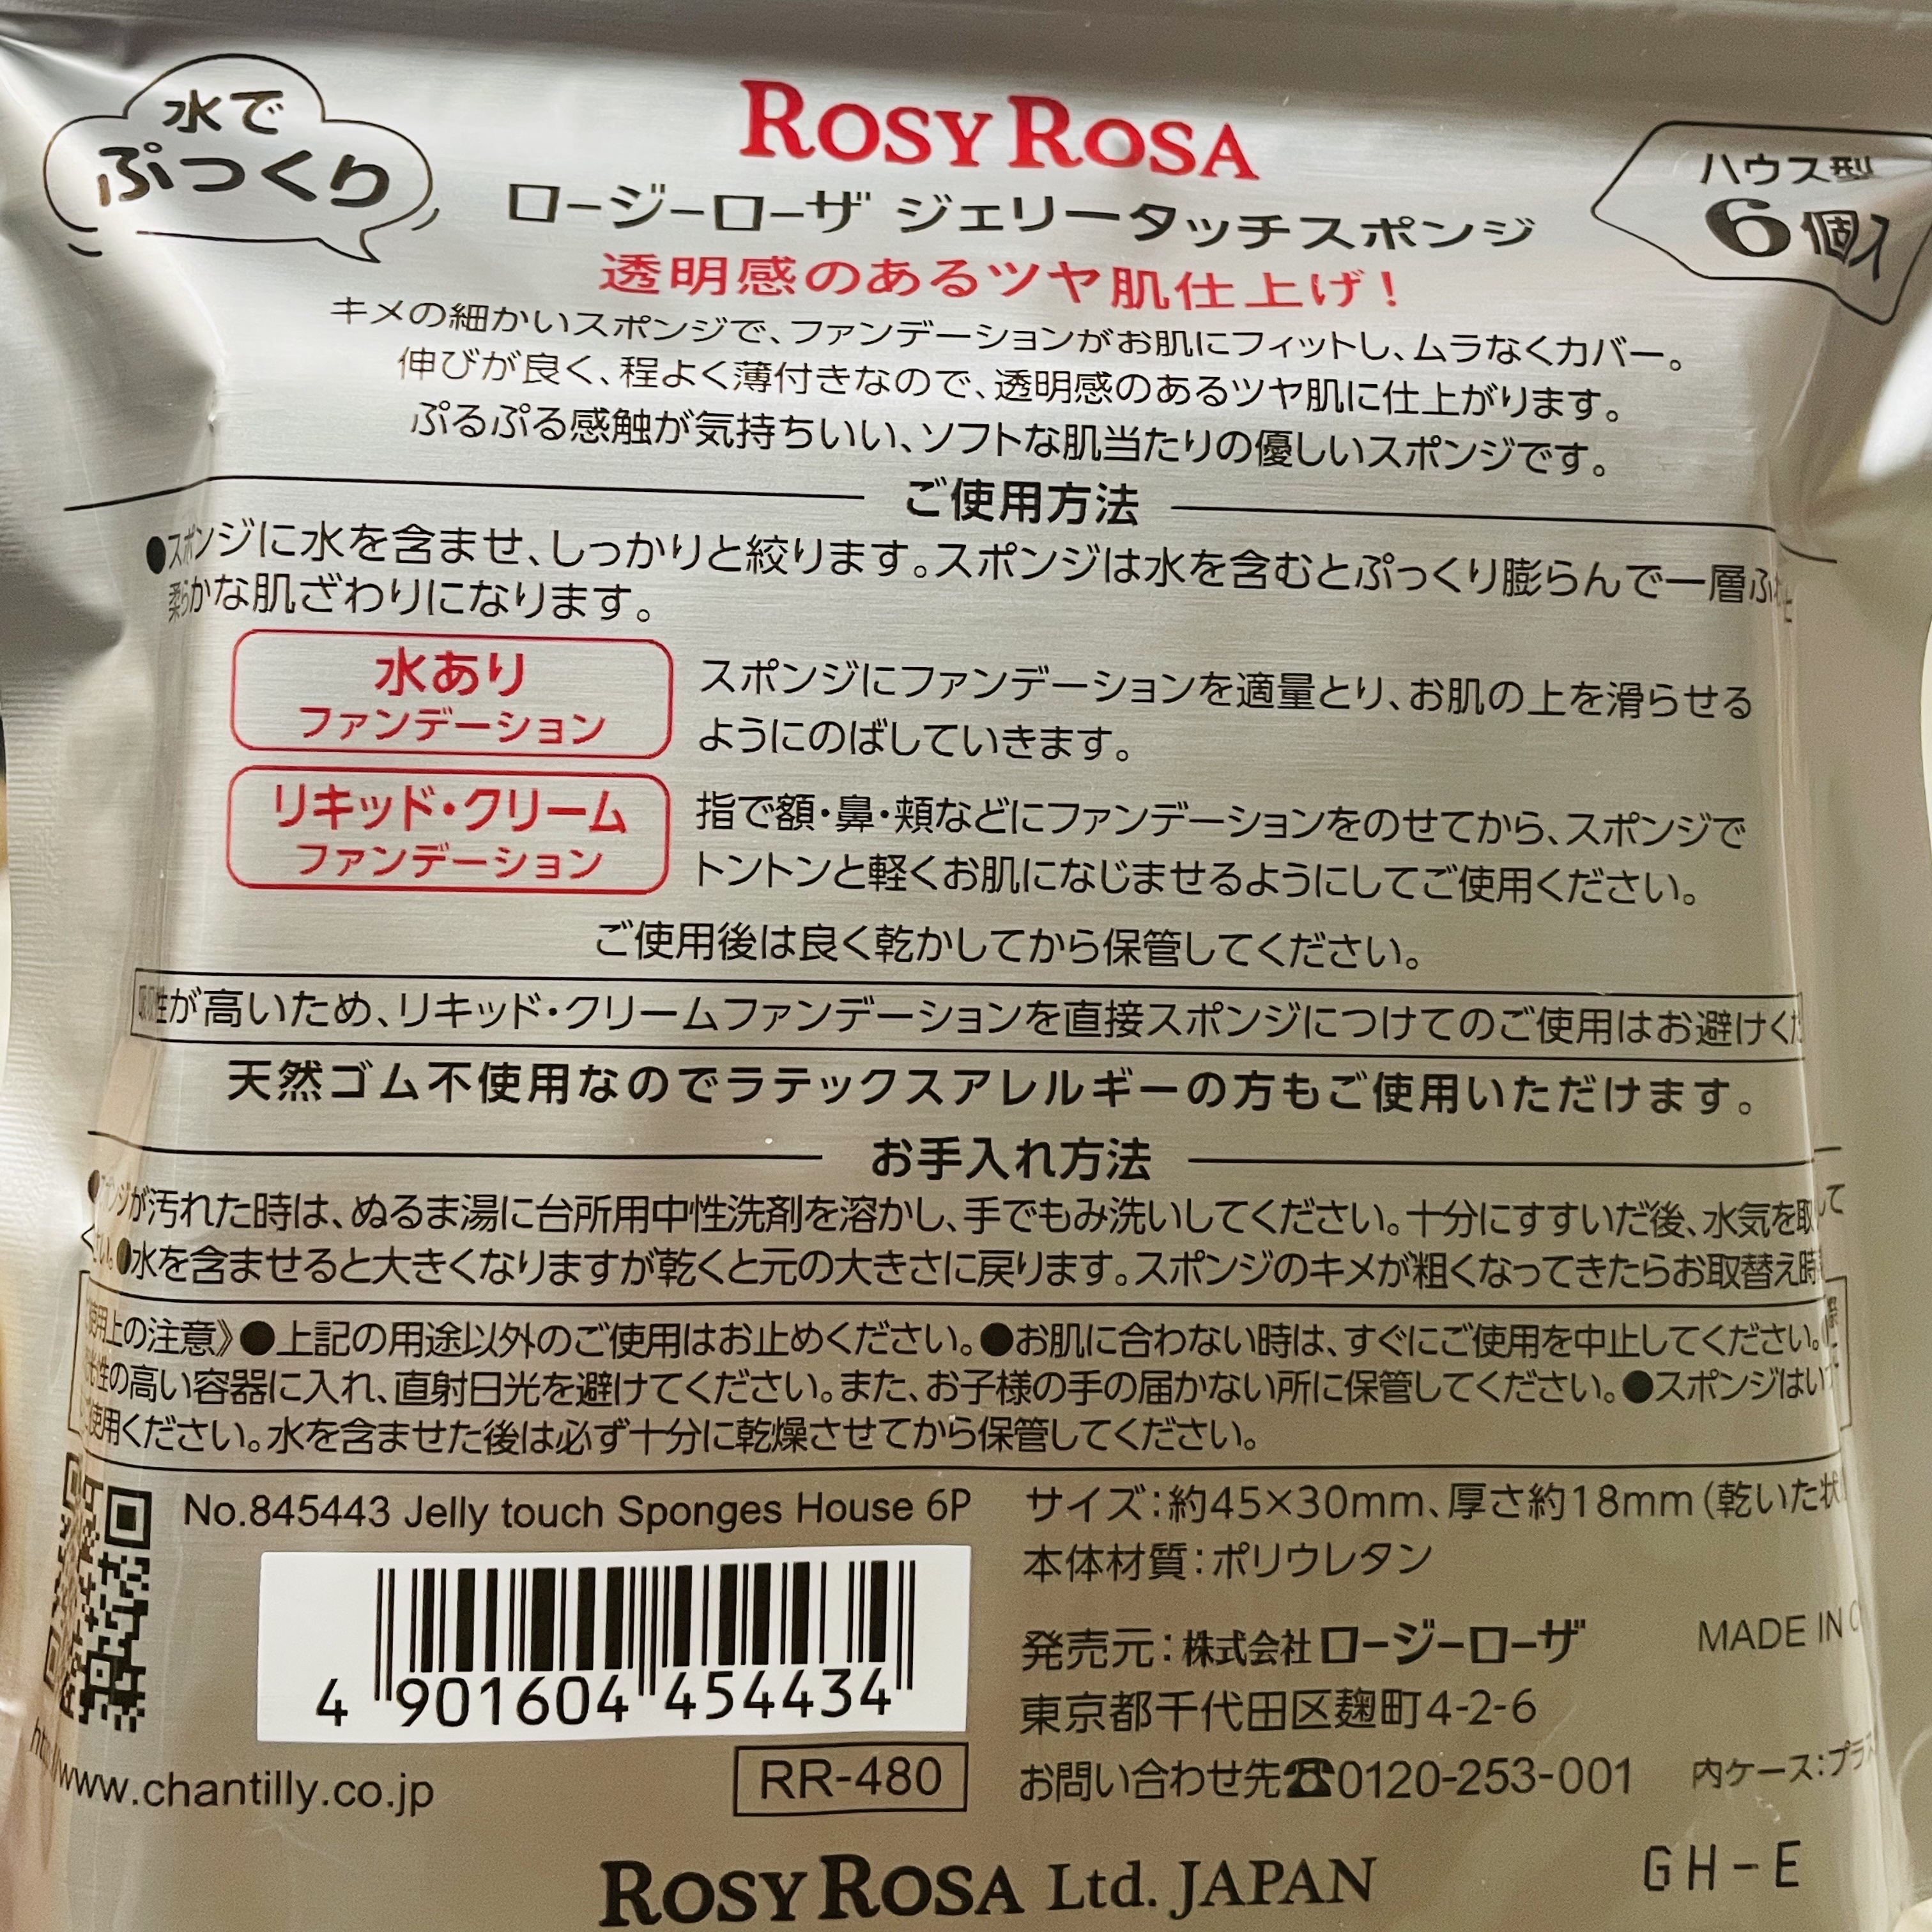 水で
ぷっくり
ROSY ROSA
ロージーローザ ジェリータッチスポンジ
ハウス型
6個入
透明感のあるツヤ肌仕上げ!
キメの細かいスポンジで、ファンデーションがお肌にフィットし、ムラなくカバー。
伸びが良く、程よく薄付きなので、透明感のあるツヤ肌に仕上がります。
ぷるぷる感触が気持ちいい、ソフトな肌当たりの優しいスポンジです。
ご使用方法
●スポンジに水を含ませ、しっかりと絞ります。スポンジは水を含むとぷっくり膨らんで一層
柔らかな肌ざわりになります。
水あり
ファンデーション
スポンジにファンデーションを適量とり、お肌の上を滑らせる
ようにのばしていきます。
リキッド・クリーム
ファンデーション
指で額・鼻・頬などにファンデーションをのせてから、スポンジで
トントンと軽くお肌になじませるようにしてご使用ください。
ご使用後は良く乾かしてから保管してください。
性が高いため、リキッド・クリームファンデーションを直接スポンジにつけてのご使用はお避けくだ
天然ゴム不使用なのでラテックスアレルギーの方もご使用いただけます。
お手入れ方法
ジが汚れた時は、ぬるま湯に台所用中性洗剤を溶かし、手でもみ洗いしてください。十分にすすいだ後、水気を取して
●水を含ませると大きくなりますが乾くと元の大きさに戻ります。スポンジのキメが粗くなってきたらお取替え時
使用上の注意》●上記の用途以外のご使用はお止めください。●お肌に合わない時は、すぐにご使用を中止してください。
性の高い容器に入れ、直射日光を避けてください。また、お子様の手の届かない所に保管してください。●スポンジは
使用ください。水を含ませた後は必ず十分に乾燥させてから保管してください。
No.845443 Jelly touch Sponges House 6P
サイズ:約45×30mm、厚さ約18mm(乾いた状
本体材質:ポリウレタン
発売元:株式会社ロージーローザ
MADE IN
東京都千代田区麹町4-2-6
お問い合わせ先☎0120-253-001
内ケース:プラ
4 901604 454434
www.chantilly.co.jp
RR-480
ROSY ROSA Ltd. JAPAN
GH-E